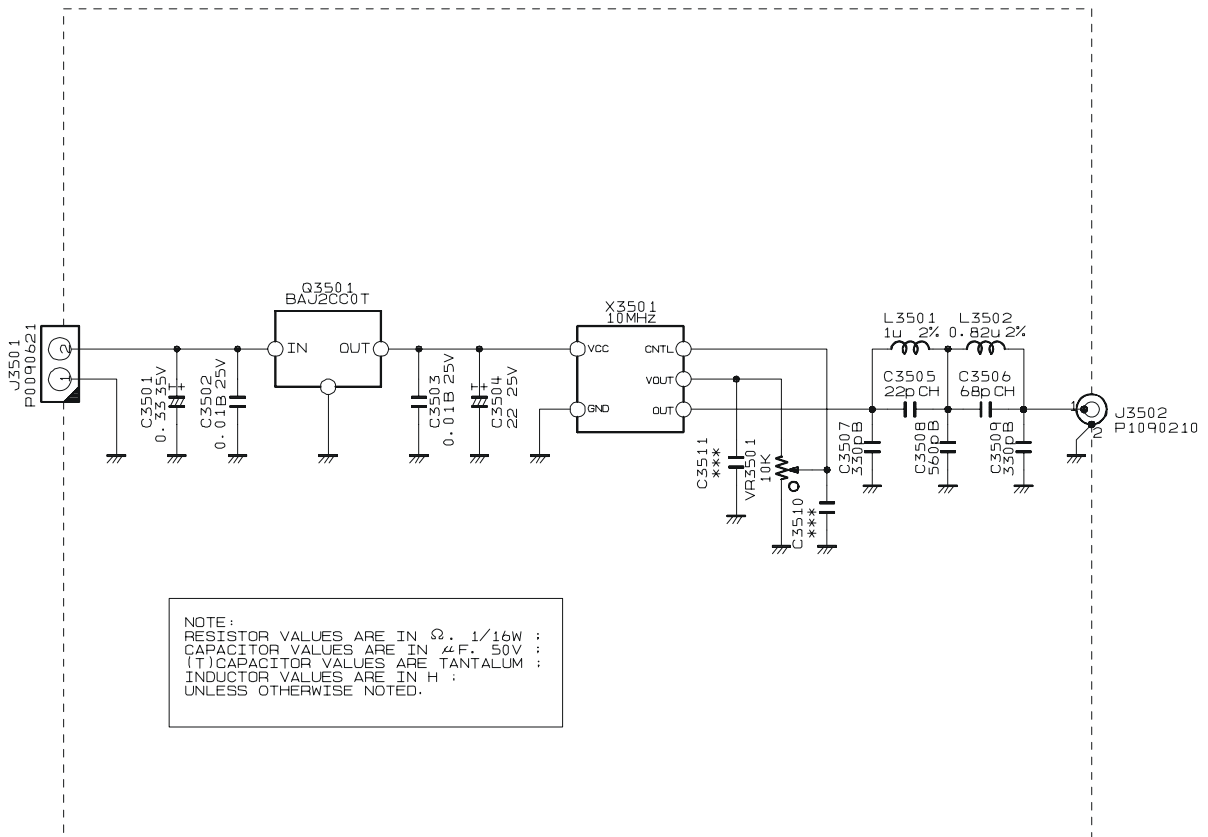 J3501
P0090621
2
1
C3501
0.33 35V
T
+
C3502
0.01B 25V
Q3501
BAJ2CC0T
IN
OUT
C3503
0.01B 25V
C3504
22 25V
T
+
X3501
10MHz
VCC
GND
CNTL
VOUT
OUT
C3511
***
VR3501
10K
C3510
***
L3501
1u 2%
L3502
0.82u 2%
C3505
22p CH
C3506
68p CH
C3507
330pB
C3508
560pB
C3509
330pB
1
2
J3502
P1090210
NOTE:
RESISTOR VALUES ARE IN Ω. 1/16W ;
CAPACITOR VALUES ARE IN μF. 50V ;
(T)CAPACITOR VALUES ARE TANTALUM ;
INDUCTOR VALUES ARE IN H ;
UNLESS OTHERWISE NOTED.